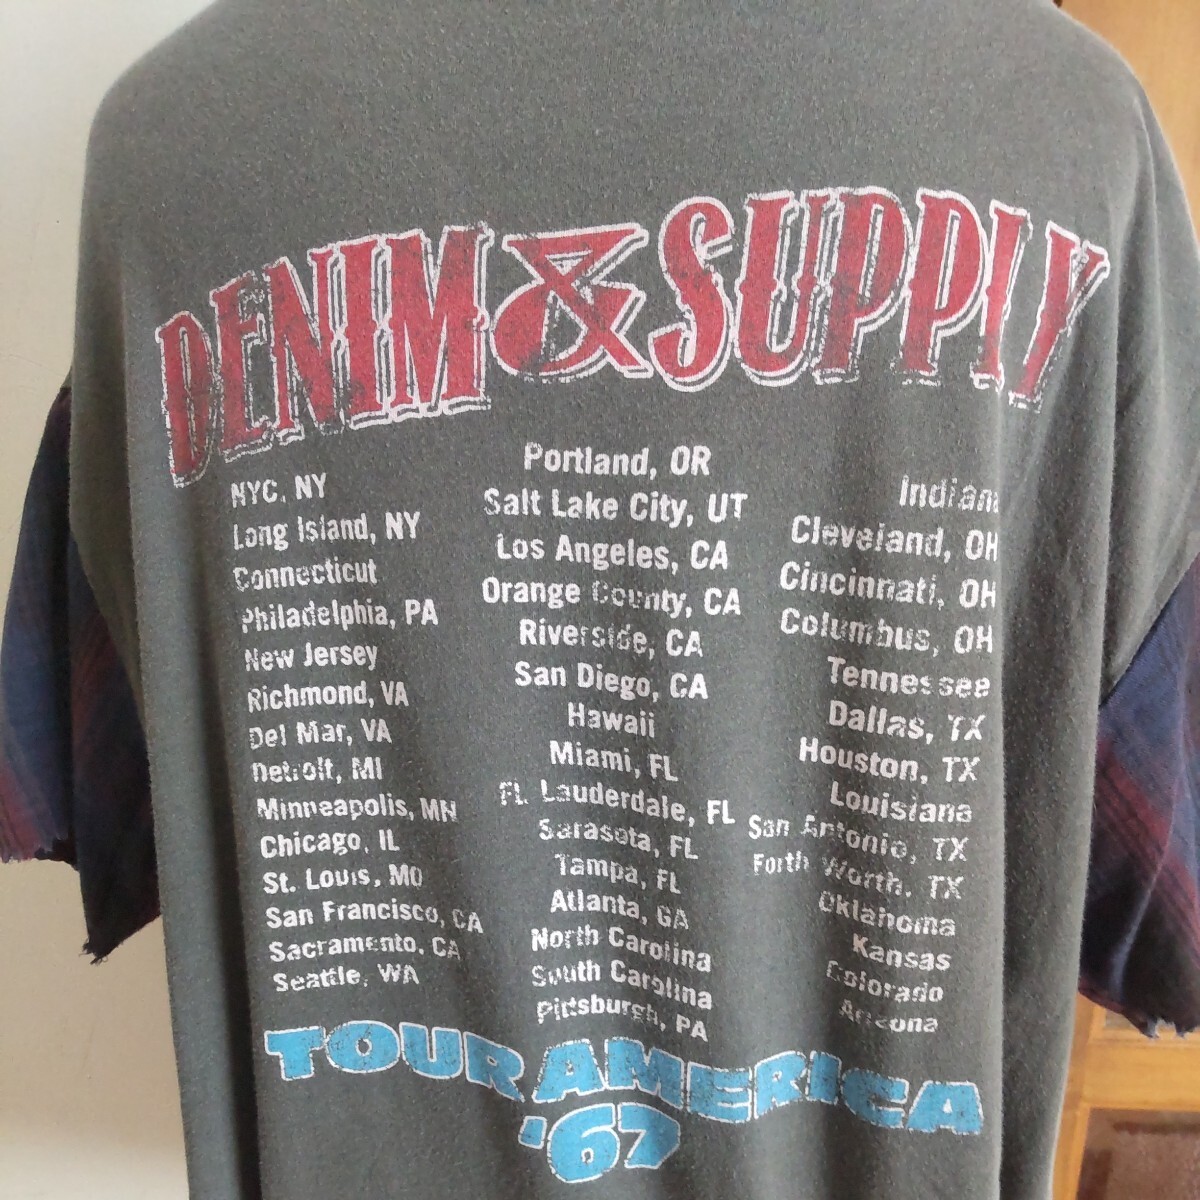 DENIM & SUPPLY
NYC, NY
Long Island, NY
Connecticut
Philadelphia, PA
New Jersey
Richmond, VA
Del Mar, VA
Detroit, MI
Minneapolis, MN
Chicago, IL
St. Louis, MO
San Francisco, CA
Sacramento, CA
Seattle, WA
Portland, OR
Salt Lake City, UT
Los Angeles, CA
Orange County, CA
Riverside, CA
San Diego, CA
Hawaii
Miami, FL
FL Lauderdale, FL
Sarasota, FL
Tampa, FL
Atlanta, GA
North Carolina
South Carolina
Pittsburgh, PA
Indiana
Cleveland, OH
Cincinnati, OH
Columbus, OH
Tennessee
Dallas, TX
Houston, TX
Louisiana
San Antonio, TX
Forth Worth, TX
Oklahoma
Kansas
Colorado
Arizona
TOUR AMERICA
'67